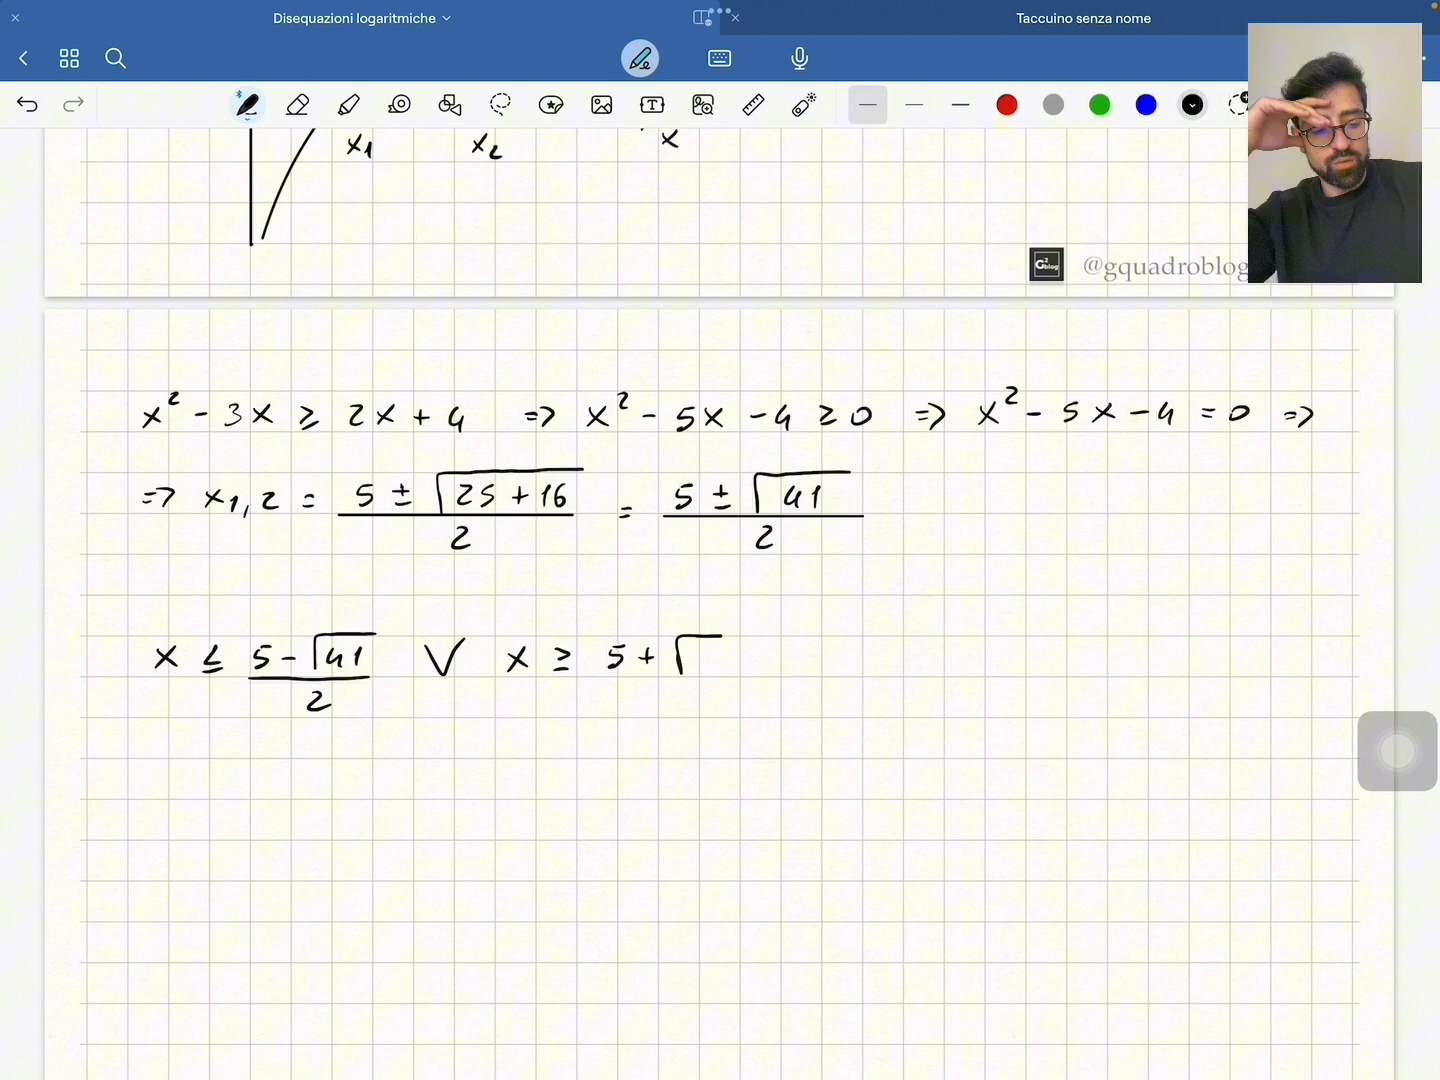 Disequazioni logaritmiche
Taccuino senza nome
x₁ x₂ x
G²blog @gquadroblog
x² - 3x ≥ 2x + 4 => x² - 5x - 4 ≥ 0 => x² - 5x - 4 = 0 =>
=> x₁,₂ = (5 ± √(25 + 16))/2 = (5 ± √41)/2
x ≤ (5 - √41)/2 ∨ x ≥ 5 + √